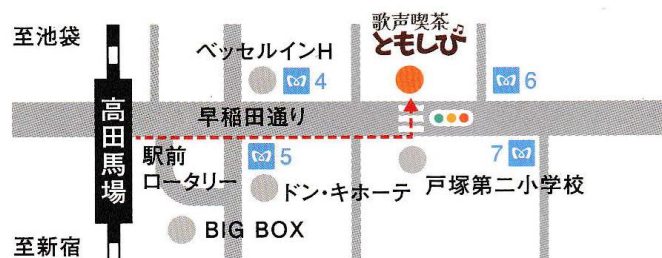 至池袋
歌声喫茶
ともしび
ベッセルインH
4
6
早稲田通り
高田馬場
駅前
ロータリー
5
7
ドン・キホーテ
戸塚第二小学校
BIG BOX
至新宿